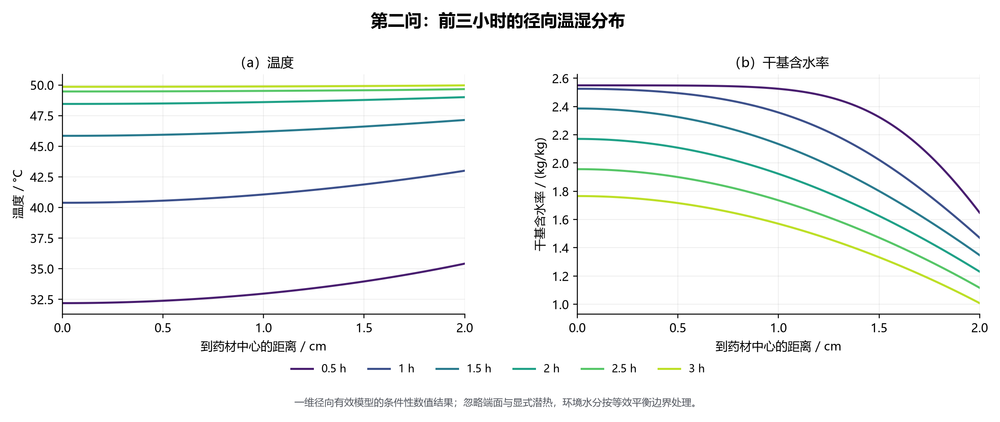 第二问：前三小时的径向温湿分布
（a）温度
温度 / °C
50.0
47.5
45.0
42.5
40.0
37.5
35.0
32.5
0.0 0.5 1.0 1.5 2.0
到药材中心的距离 / cm
（b）干基含水率
干基含水率 / (kg/kg)
2.6
2.4
2.2
2.0
1.8
1.6
1.4
1.2
1.0
0.0 0.5 1.0 1.5 2.0
到药材中心的距离 / cm
0.5 h 1 h 1.5 h 2 h 2.5 h 3 h
一维径向有效模型的条件性数值结果；忽略端面与显式潜热，环境水分按等效平衡边界处理。